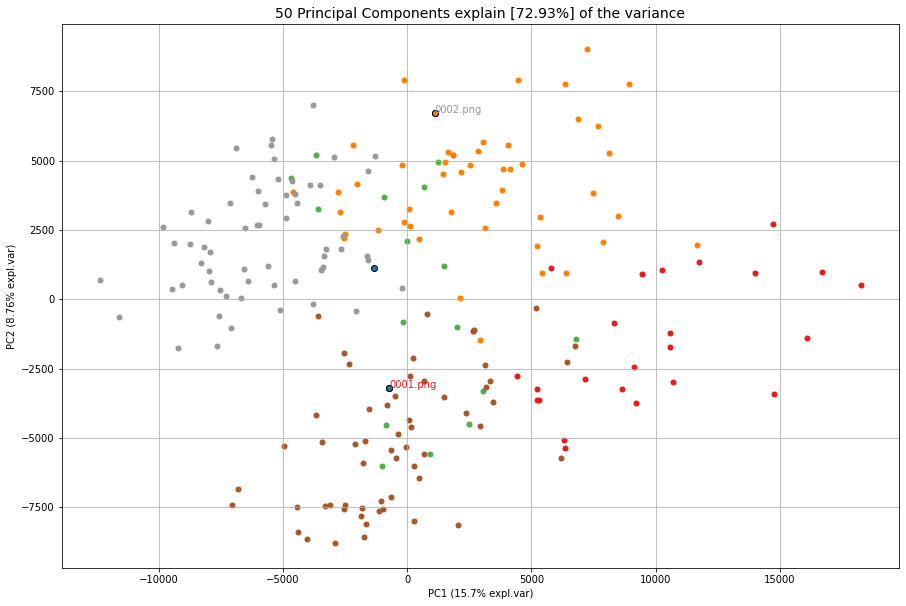 50 Principal Components explain [72.93%] of the variance
7500
5000
2500
0
−2500
−5000
−7500
PC2 (8.76% expl.var)
0002.png
0001.png
−10000
−5000
0
5000
10000
15000
PC1 (15.7% expl.var)